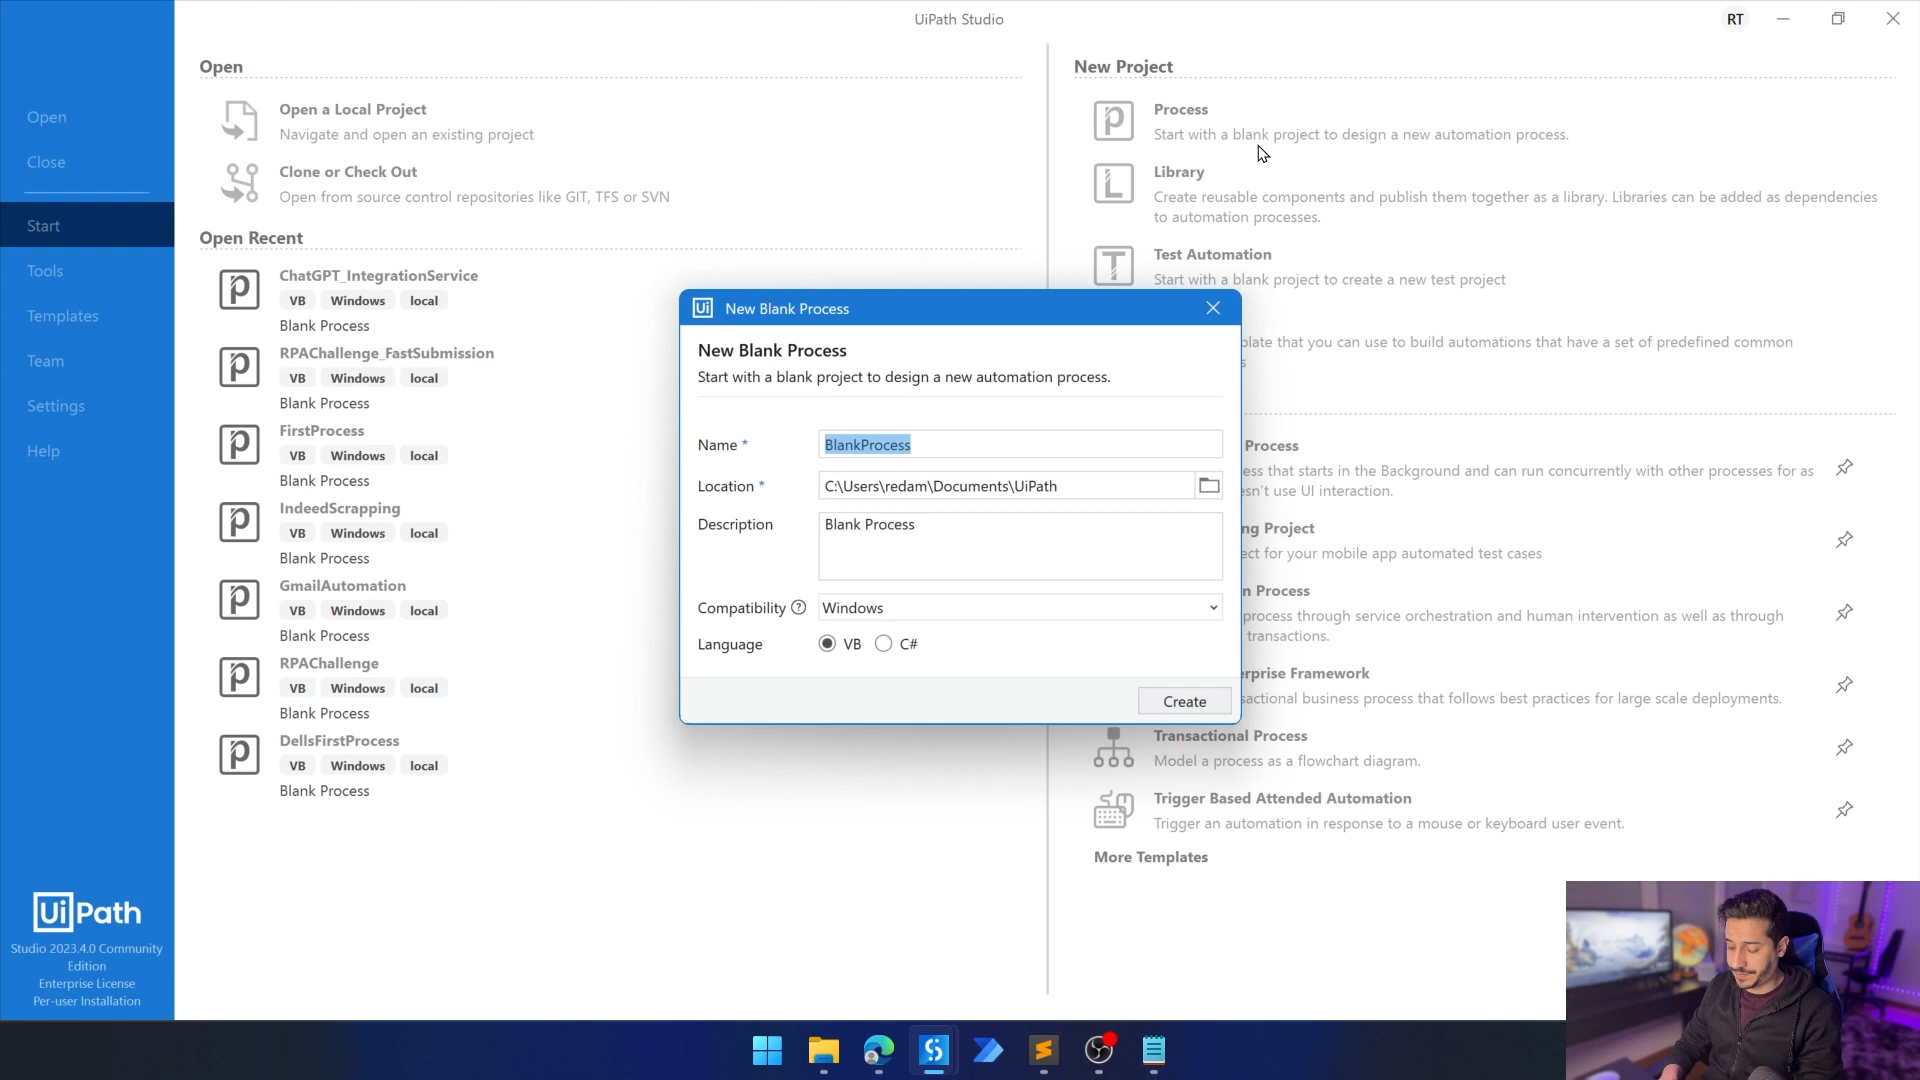 UiPath Studio
RT
Open
Close
Start
Tools
Templates
Team
Settings
Help
UiPath
Studio 2023.4.0 Community
Edition
Enterprise License
Per-user Installation
Open
Open a Local Project
Navigate and open an existing project
Clone or Check Out
Open from source control repositories like GIT, TFS or SVN
Open Recent
ChatGPT_IntegrationService
VB Windows local
Blank Process
RPAChallenge_FastSubmission
VB Windows local
Blank Process
FirstProcess
VB Windows local
Blank Process
IndeedScrapping
VB Windows local
Blank Process
GmailAutomation
VB Windows local
Blank Process
RPAChallenge
VB Windows local
Blank Process
DellsFirstProcess
VB Windows local
Blank Process
New Project
Process
Start with a blank project to design a new automation process.
Library
Create reusable components and publish them together as a library. Libraries can be added as dependencies
to automation processes.
Test Automation
Start with a blank project to create a new test project
plate that you can use to build automations that have a set of predefined common
s
Process
ess that starts in the Background and can run concurrently with other processes for as
esn't use UI interaction.
ng Project
ect for your mobile app automated test cases
n Process
process through service orchestration and human intervention as well as through
transactions.
erprise Framework
sactional business process that follows best practices for large scale deployments.
Transactional Process
Model a process as a flowchart diagram.
Trigger Based Attended Automation
Trigger an automation in response to a mouse or keyboard user event.
More Templates
Ui New Blank Process
New Blank Process
Start with a blank project to design a new automation process.
Name * BlankProcess
Location * C:\Users\redam\Documents\UiPath
Description Blank Process
Compatibility ? Windows
Language VB C#
Create